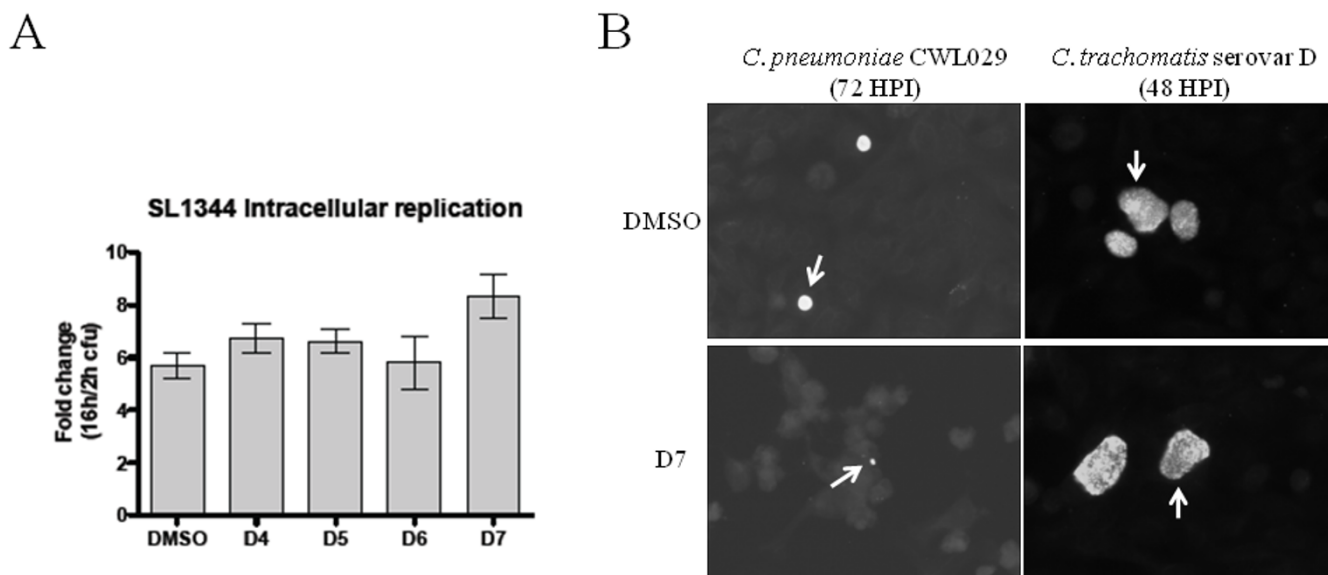 A
SL1344 Intracellular replication
Fold change
(16h/2h cfu)
10
8
6
4
2
0
DMSO D4 D5 D6 D7
B
C. pneumoniae CWL029
(72 HPI)
C. trachomatis serovar D
(48 HPI)
DMSO
D7